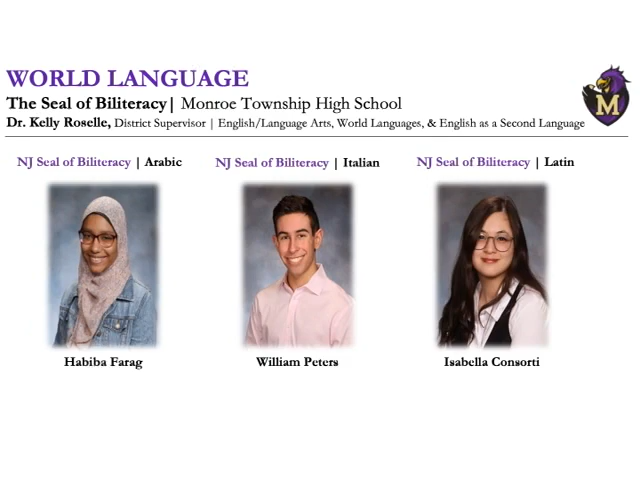 WORLD LANGUAGE
The Seal of Biliteracy| Monroe Township High School
Dr. Kelly Roselle, District Supervisor | English/Language Arts, World Languages, & English as a Second Language
M
NJ Seal of Biliteracy | Arabic
NJ Seal of Biliteracy | Italian
NJ Seal of Biliteracy | Latin
Habiba Farag
William Peters
Isabella Consorti